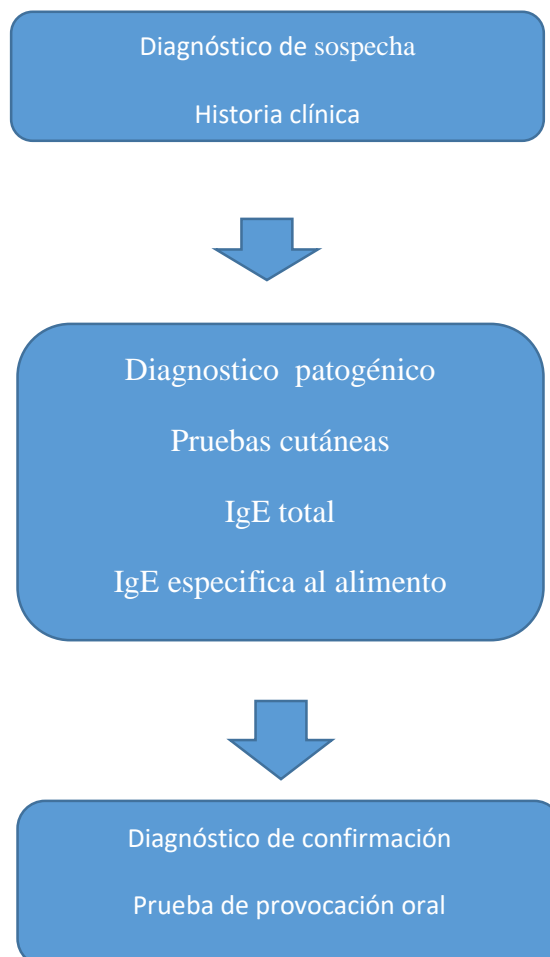 Diagnóstico de sospecha
Historia clínica
Diagnostico patogénico
Pruebas cutáneas
IgE total
IgE especifica al alimento
Diagnóstico de confirmación
Prueba de provocación oral